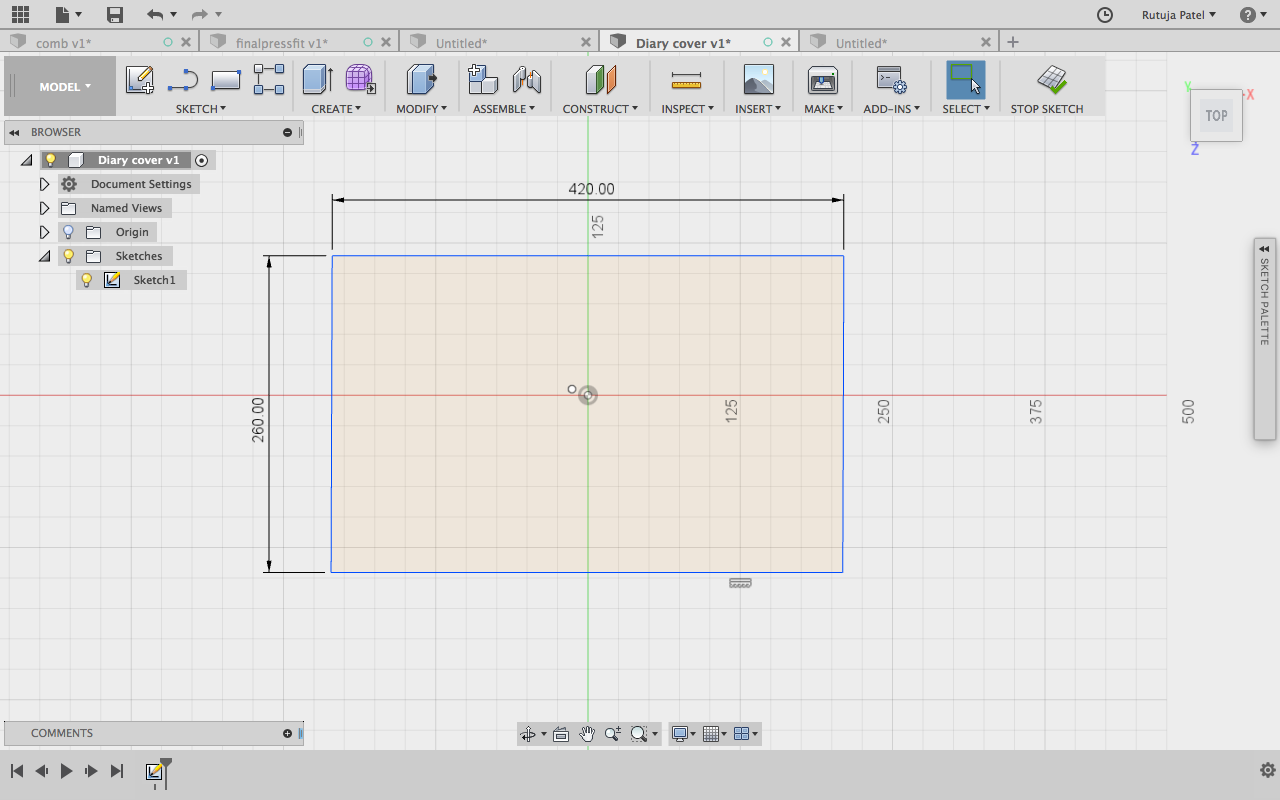 Rutuja Patel
comb v1*
finalpressfit v1*
Untitled*
Diary cover v1*
Untitled*
MODEL
SKETCH
CREATE
MODIFY
ASSEMBLE
CONSTRUCT
INSPECT
INSERT
MAKE
ADD-INS
SELECT
STOP SKETCH
Y
X
TOP
Z
BROWSER
Diary cover v1
Document Settings
Named Views
Origin
Sketches
Sketch1
420.00
125
260.00
125
250
375
500
SKETCH PALETTE
COMMENTS